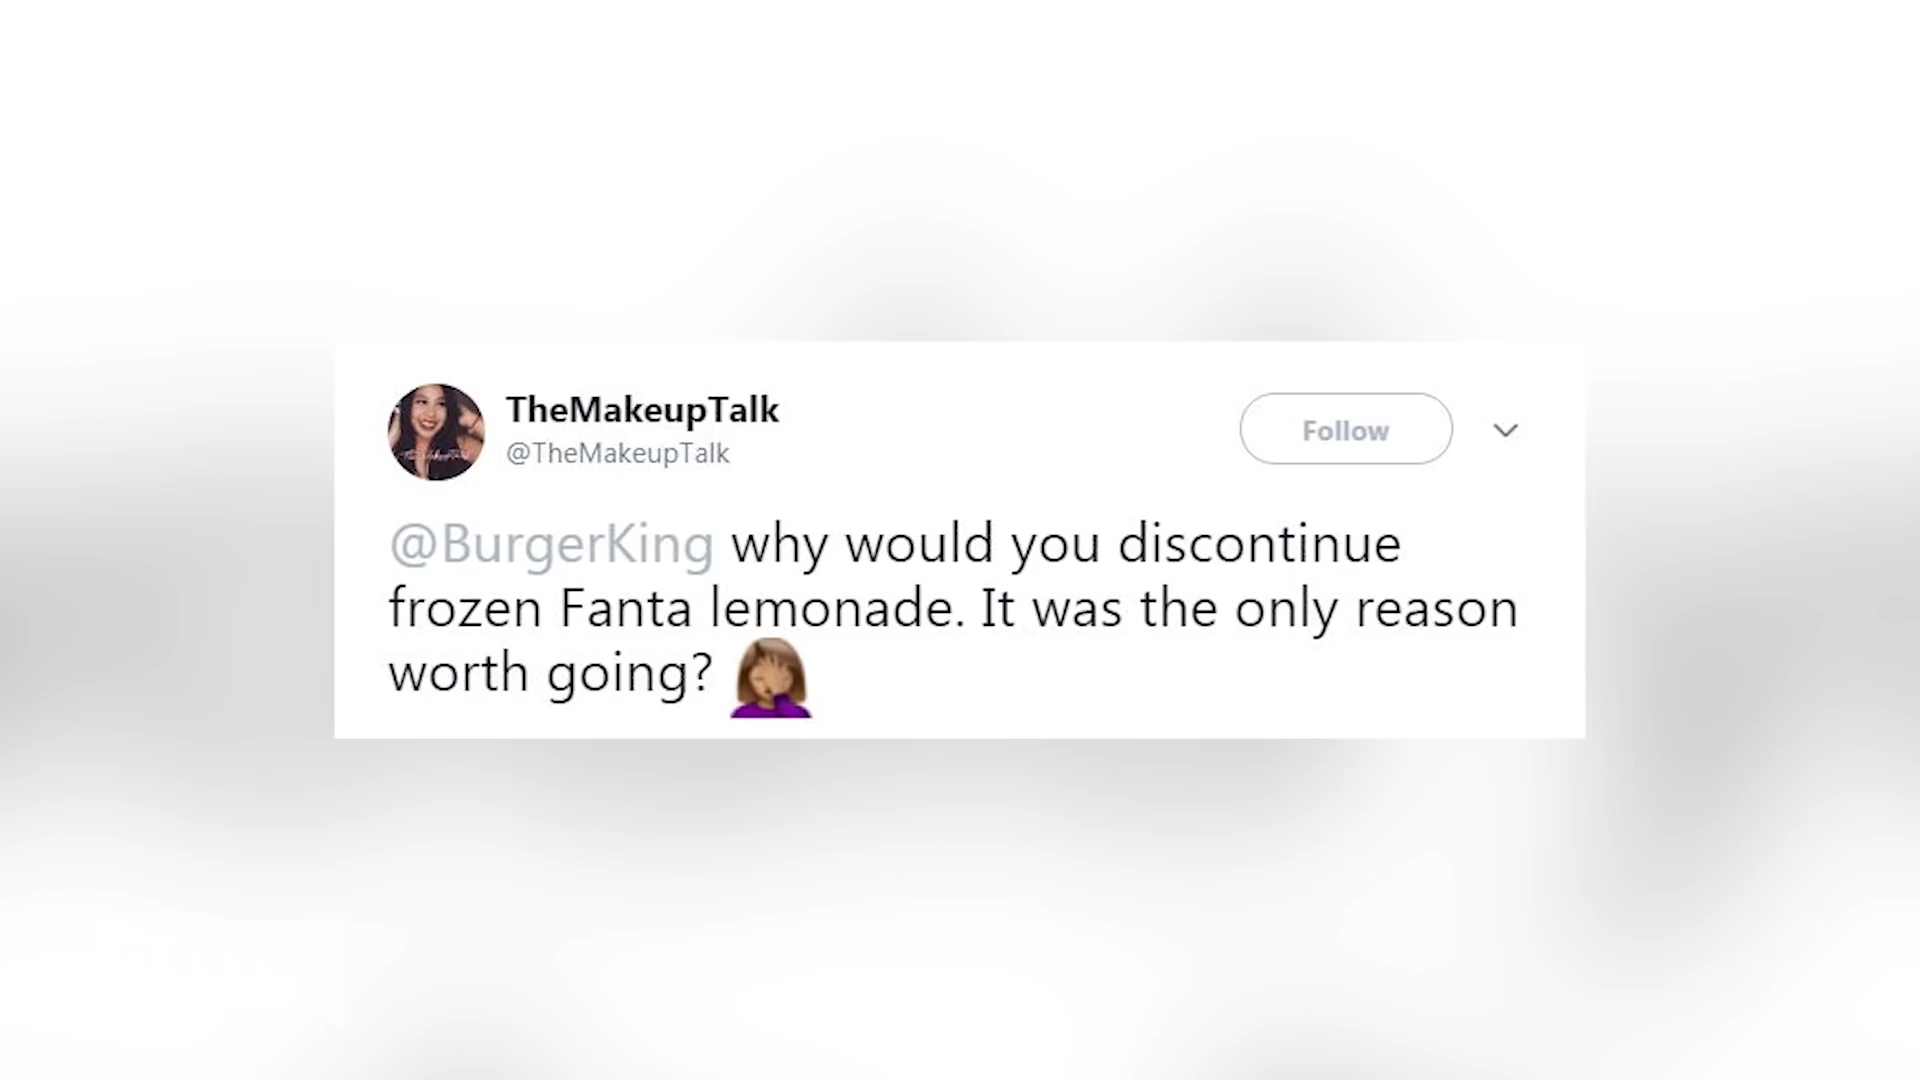 TheMakeupTalk
@TheMakeupTalk
Follow
@BurgerKing why would you discontinue
frozen Fanta lemonade. It was the only reason
worth going? 🤦🏽‍♀️